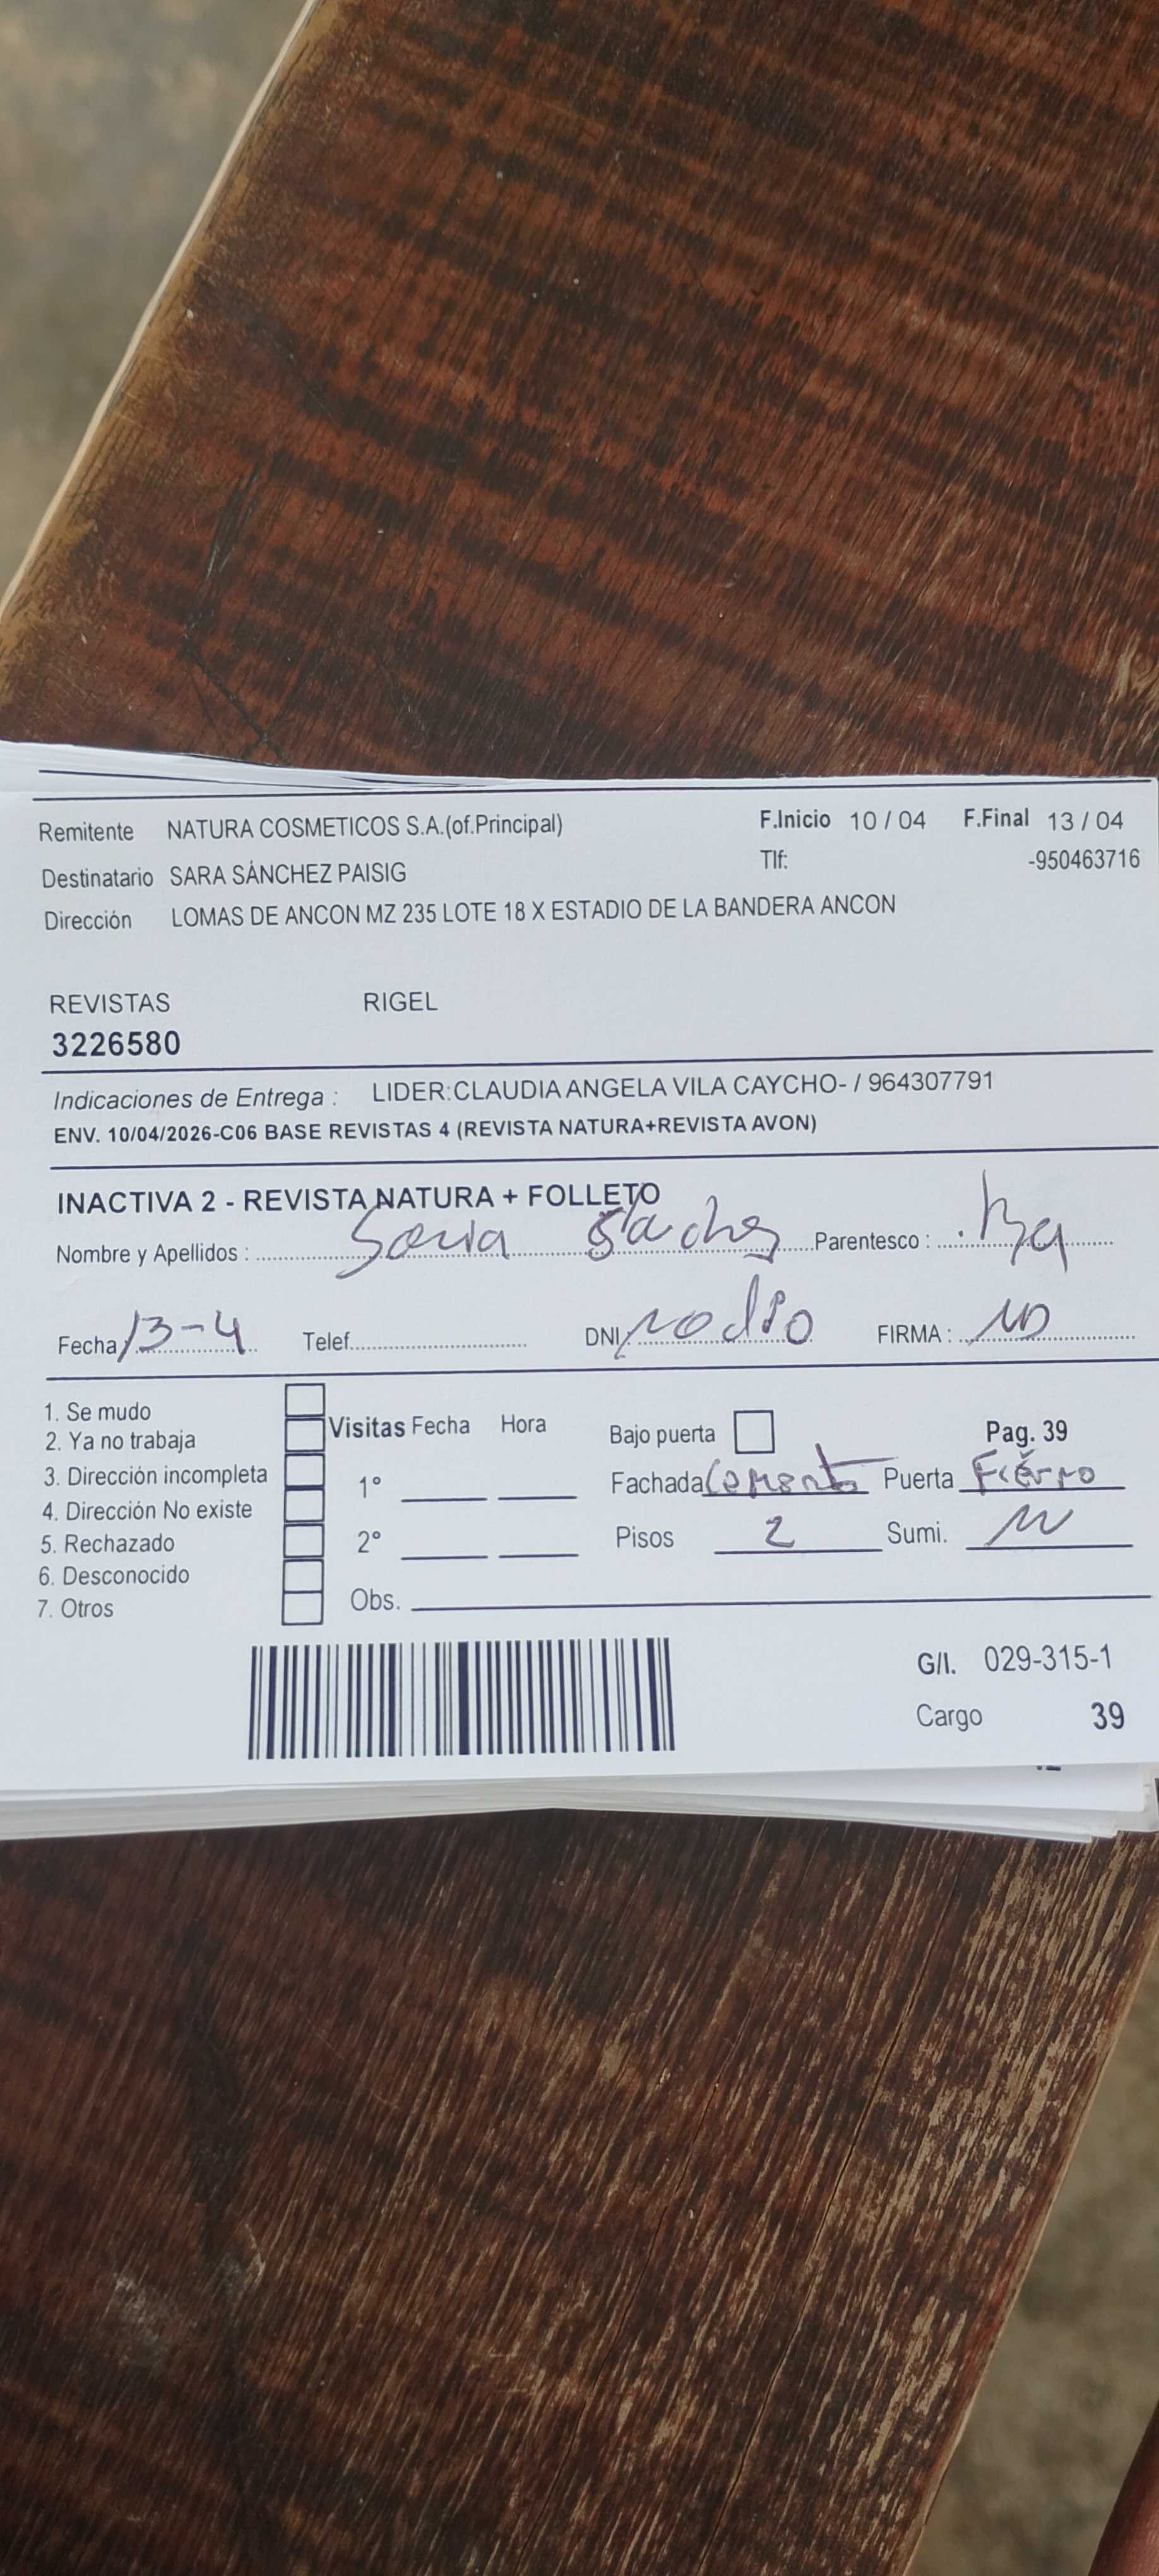 Remitente NATURA COSMETICOS S.A.(of.Principal) F.Inicio 10 / 04 F.Final 13 / 04
Destinatario SARA SÁNCHEZ PAISIG Tlf: -950463716
Dirección LOMAS DE ANCON MZ 235 LOTE 18 X ESTADIO DE LA BANDERA ANCON
REVISTAS RIGEL
3226580
Indicaciones de Entrega : LIDER:CLAUDIA ANGELA VILA CAYCHO- / 964307791
ENV. 10/04/2026-C06 BASE REVISTAS 4 (REVISTA NATURA+REVISTA AVON)
INACTIVA 2 - REVISTA NATURA + FOLLETO
Nombre y Apellidos : Parentesco :
Fecha 13-4 Telef. DNI no dio FIRMA :
1. Se mudo
2. Ya no trabaja Visitas Fecha Hora Bajo puerta Pag. 39
3. Dirección incompleta 1° Fachada Cemento Puerta Fierro
4. Dirección No existe
5. Rechazado 2° Pisos 2 Sumi.
6. Desconocido
7. Otros Obs.
G/I. 029-315-1
Cargo 39